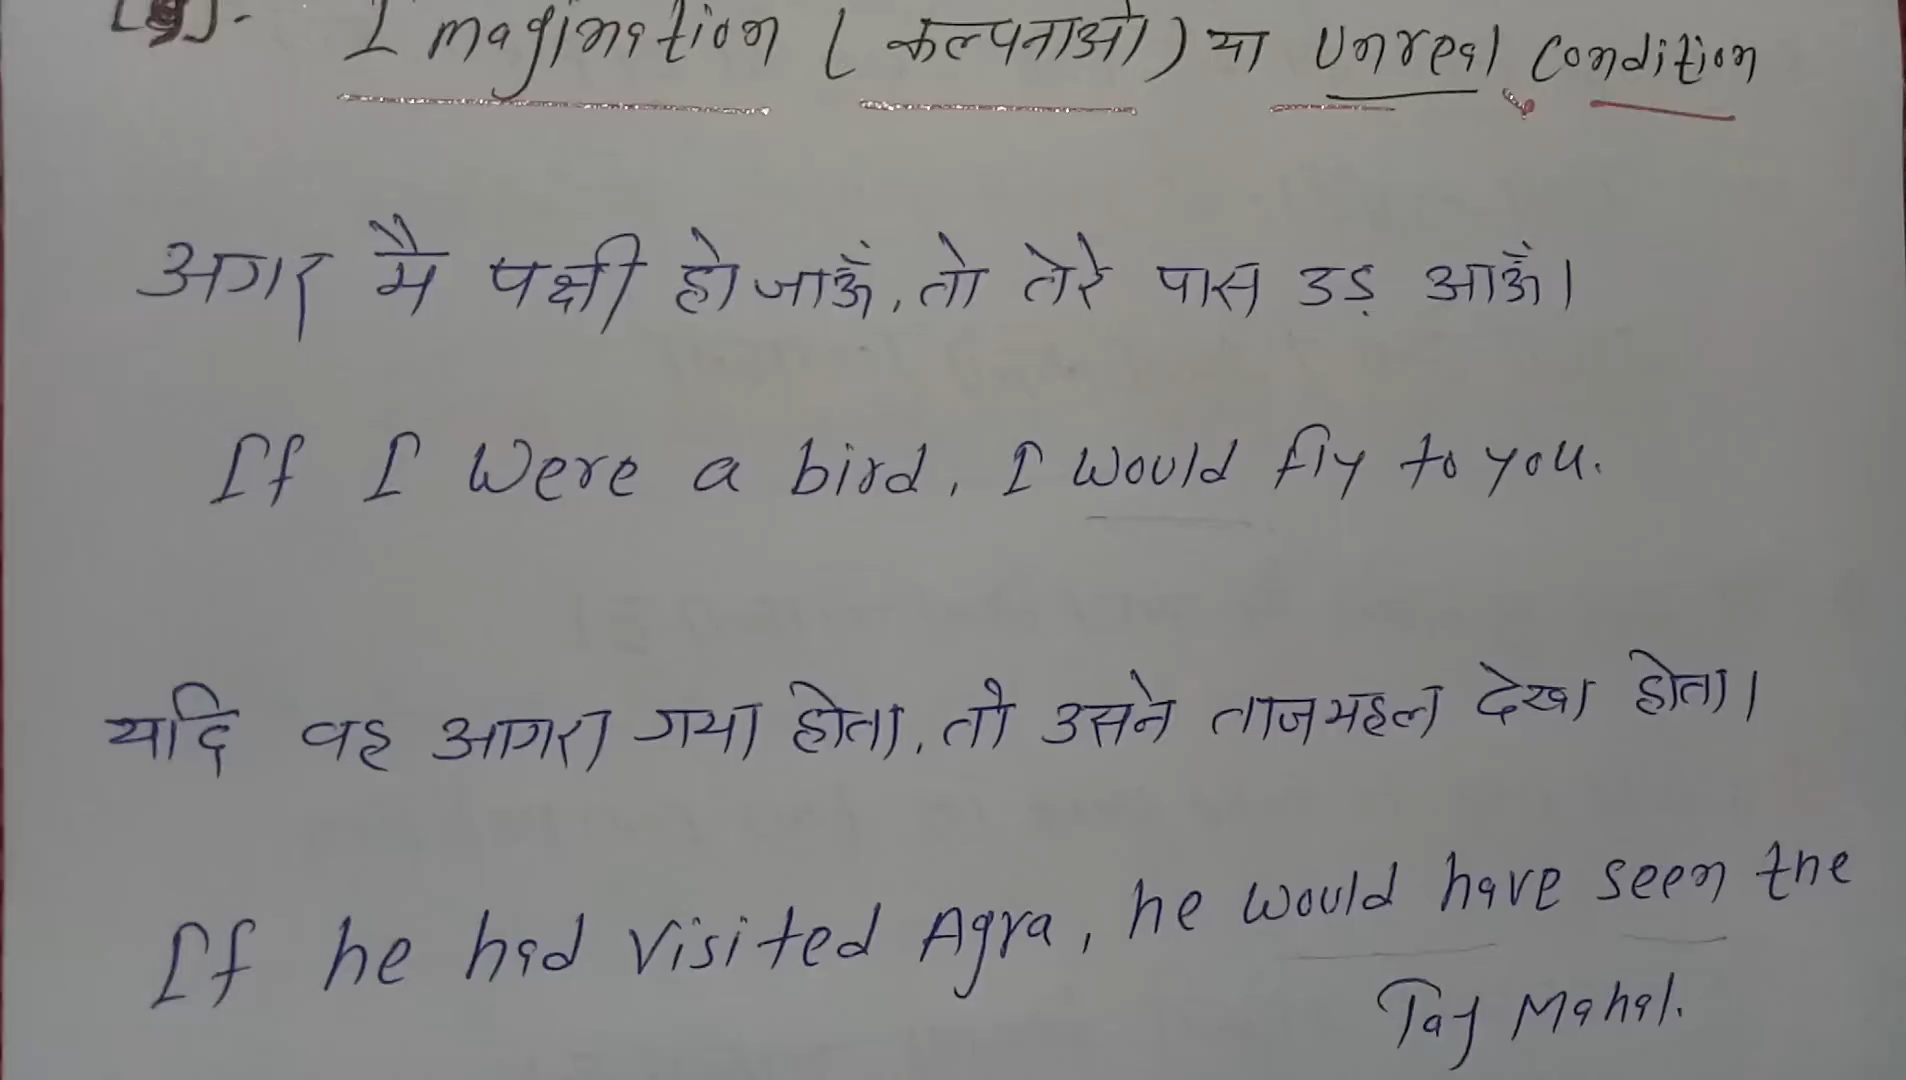 Imagination (कल्पनाओ) या Unreal Condition
अगर मै पक्षी हो जाऊँ, तो तेरे पास उड़ आऊँ।
If I were a bird, I would fly to you.
यदि वह आगरा गया होता, तो उसने ताजमहल देखा होता।
If he had visited Agra, he would have seen the
Taj Mahal.